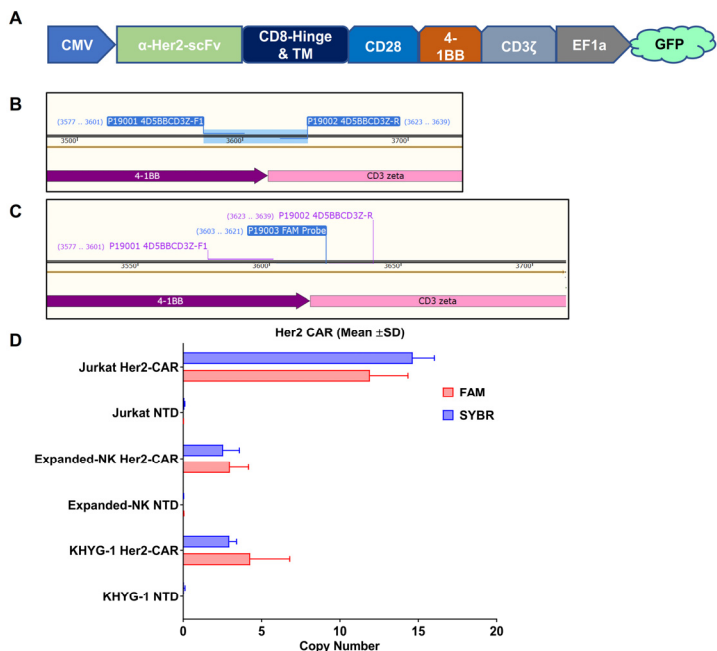 A
CMV
α-Her2-scFv
CD8-Hinge
& TM
CD28
4-
1BB
CD3ζ
EF1a
GFP
B
(3577 .. 3601) P19001 4D5BBCD3Z-F1 P19002 4D5BBCD3Z-R (3623 .. 3639)
3500 3600 3700
4-1BB CD3 zeta
C
(3623 .. 3639) P19002 4D5BBCD3Z-R
(3603 .. 3621) P19003 FAM Probe
(3577 .. 3601) P19001 4D5BBCD3Z-F1
3550 3600 3650 3700
4-1BB CD3 zeta
D
Her2 CAR (Mean ±SD)
Jurkat Her2-CAR
Jurkat NTD
Expanded-NK Her2-CAR
Expanded-NK NTD
KHYG-1 Her2-CAR
KHYG-1 NTD
FAM
SYBR
0 5 10 15 20
Copy Number